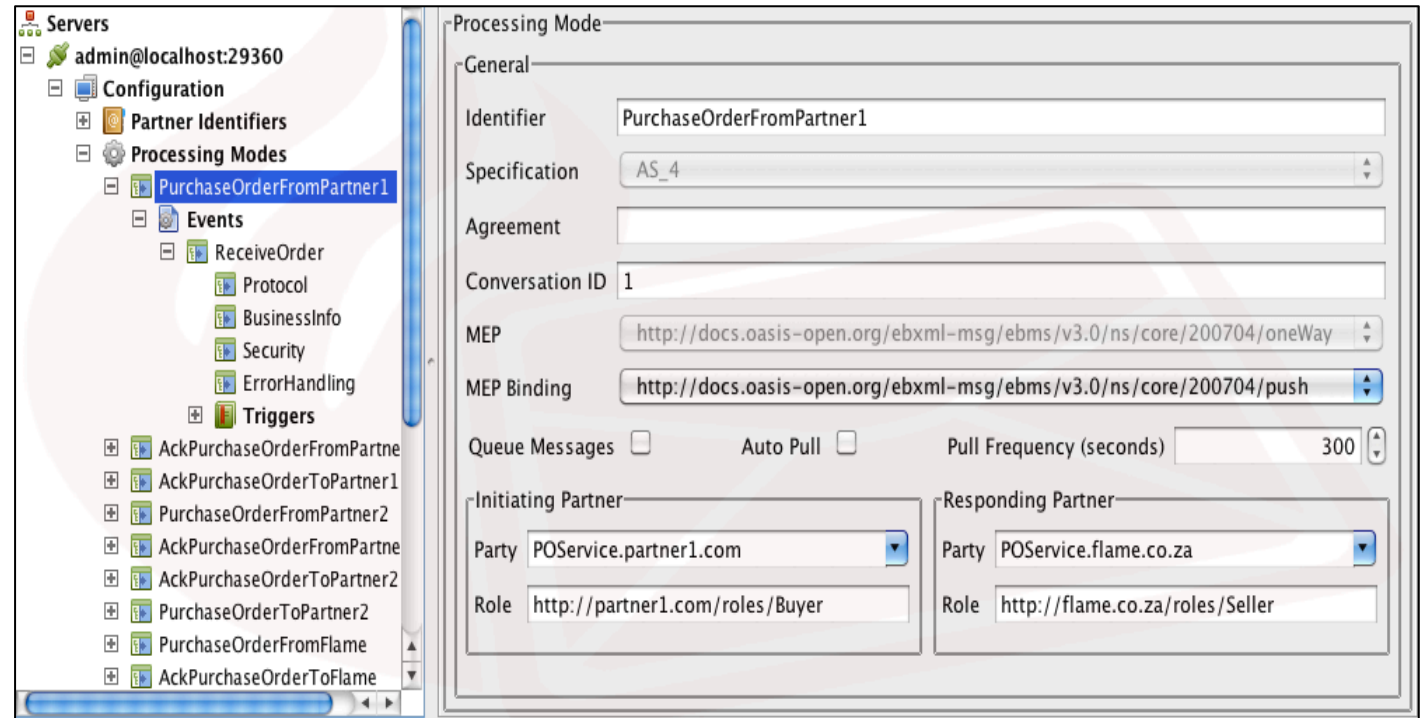 Servers
admin@localhost:29360
Configuration
Partner Identifiers
Processing Modes
PurchaseOrderFromPartner1
Events
ReceiveOrder
Protocol
BusinessInfo
Security
ErrorHandling
Triggers
AckPurchaseOrderFromPartne
AckPurchaseOrderToPartner1
PurchaseOrderFromPartner2
AckPurchaseOrderFromPartne
AckPurchaseOrderToPartner2
PurchaseOrderToPartner2
PurchaseOrderFromFlame
AckPurchaseOrderToFlame
Processing Mode
General
Identifier PurchaseOrderFromPartner1
Specification AS_4
Agreement
Conversation ID 1
MEP http://docs.oasis-open.org/ebxml-msg/ebms/v3.0/ns/core/200704/oneWay
MEP Binding http://docs.oasis-open.org/ebxml-msg/ebms/v3.0/ns/core/200704/push
Queue Messages Auto Pull Pull Frequency (seconds) 300
Initiating Partner
Party POService.partner1.com
Role http://partner1.com/roles/Buyer
Responding Partner
Party POService.flame.co.za
Role http://flame.co.za/roles/Seller